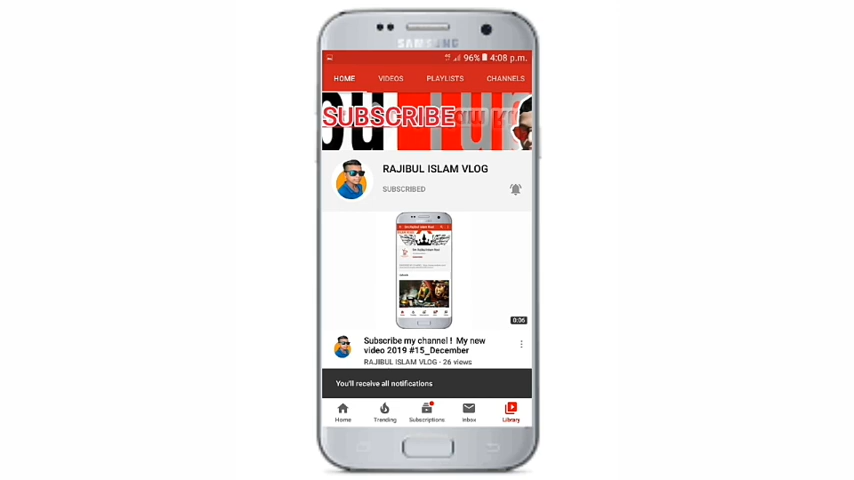 SAMSUNG
96% 4:08 p.m.
HOME VIDEOS PLAYLISTS CHANNELS
SUBSCRIBE
RAJIBUL ISLAM VLOG
SUBSCRIBED
0:06
Subscribe my channel ! My new
video 2019 #15_December
RAJIBUL ISLAM VLOG · 26 views
You'll receive all notifications
Home Trending Subscriptions Inbox Library